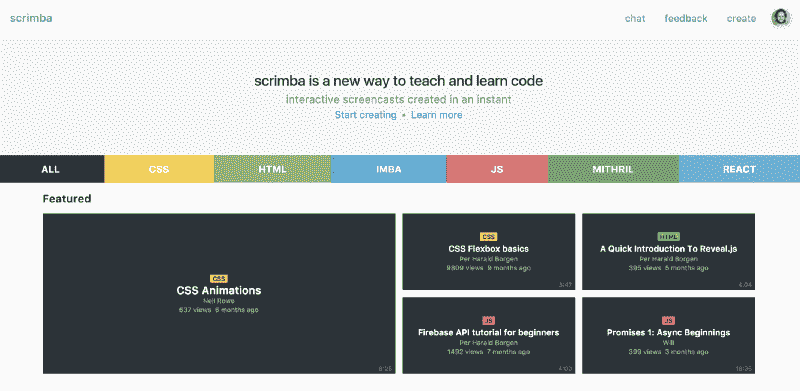 scrimba
chat feedback create
scrimba is a new way to teach and learn code
interactive screencasts created in an instant
Start creating • Learn more
ALL CSS HTML IMBA JS MITHRIL REACT
Featured
CSS
CSS Animations
Neil Rowe
637 views 6 months ago
8:25
CSS
CSS Flexbox basics
Per Harald Borgen
9809 views 9 months ago
3:47
HTML
A Quick Introduction To Reveal.js
Per Harald Borgen
395 views 5 months ago
4:04
JS
Firebase API tutorial for beginners
Per Harald Borgen
1492 views 7 months ago
4:00
JS
Promises 1: Async Beginnings
Will
399 views 3 months ago